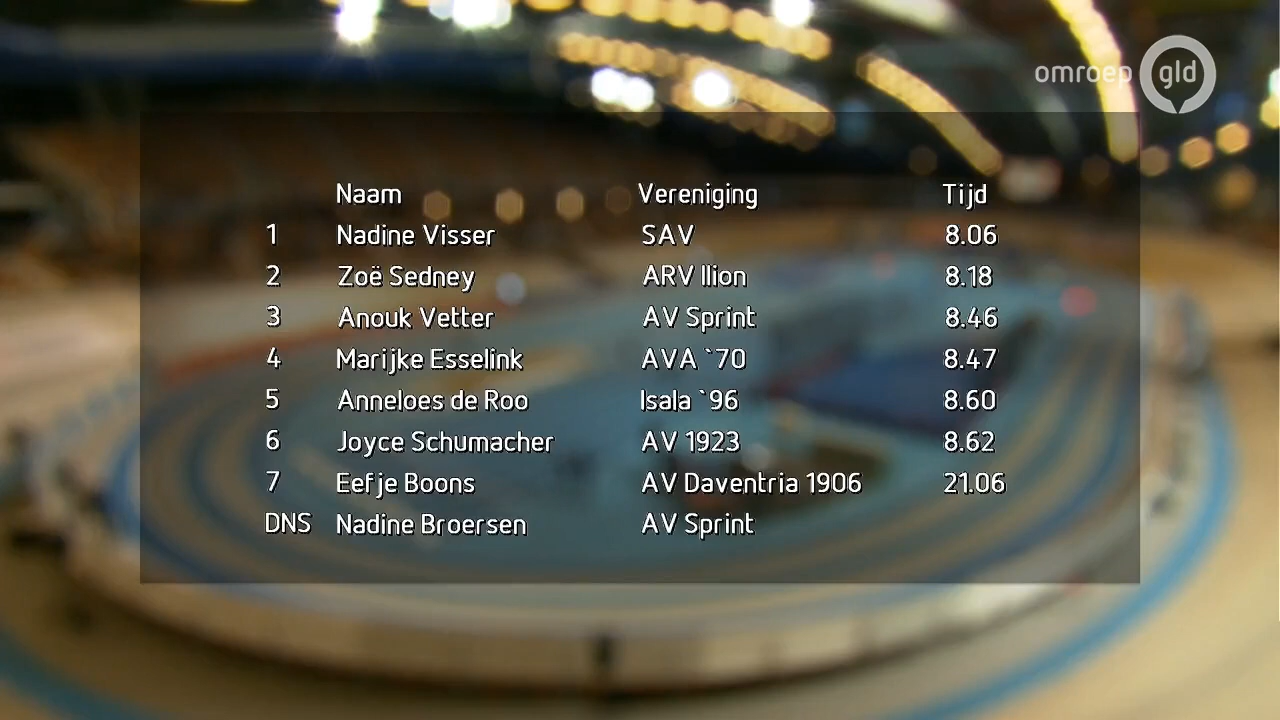 omroep gld
Naam Vereniging Tijd
1 Nadine Visser SAV 8.06
2 Zoë Sedney ARV Ilion 8.18
3 Anouk Vetter AV Sprint 8.46
4 Marijke Esselink AVA `70 8.47
5 Anneloes de Roo Isala `96 8.60
6 Joyce Schumacher AV 1923 8.62
7 Eefje Boons AV Daventria 1906 21.06
DNS Nadine Broersen AV Sprint